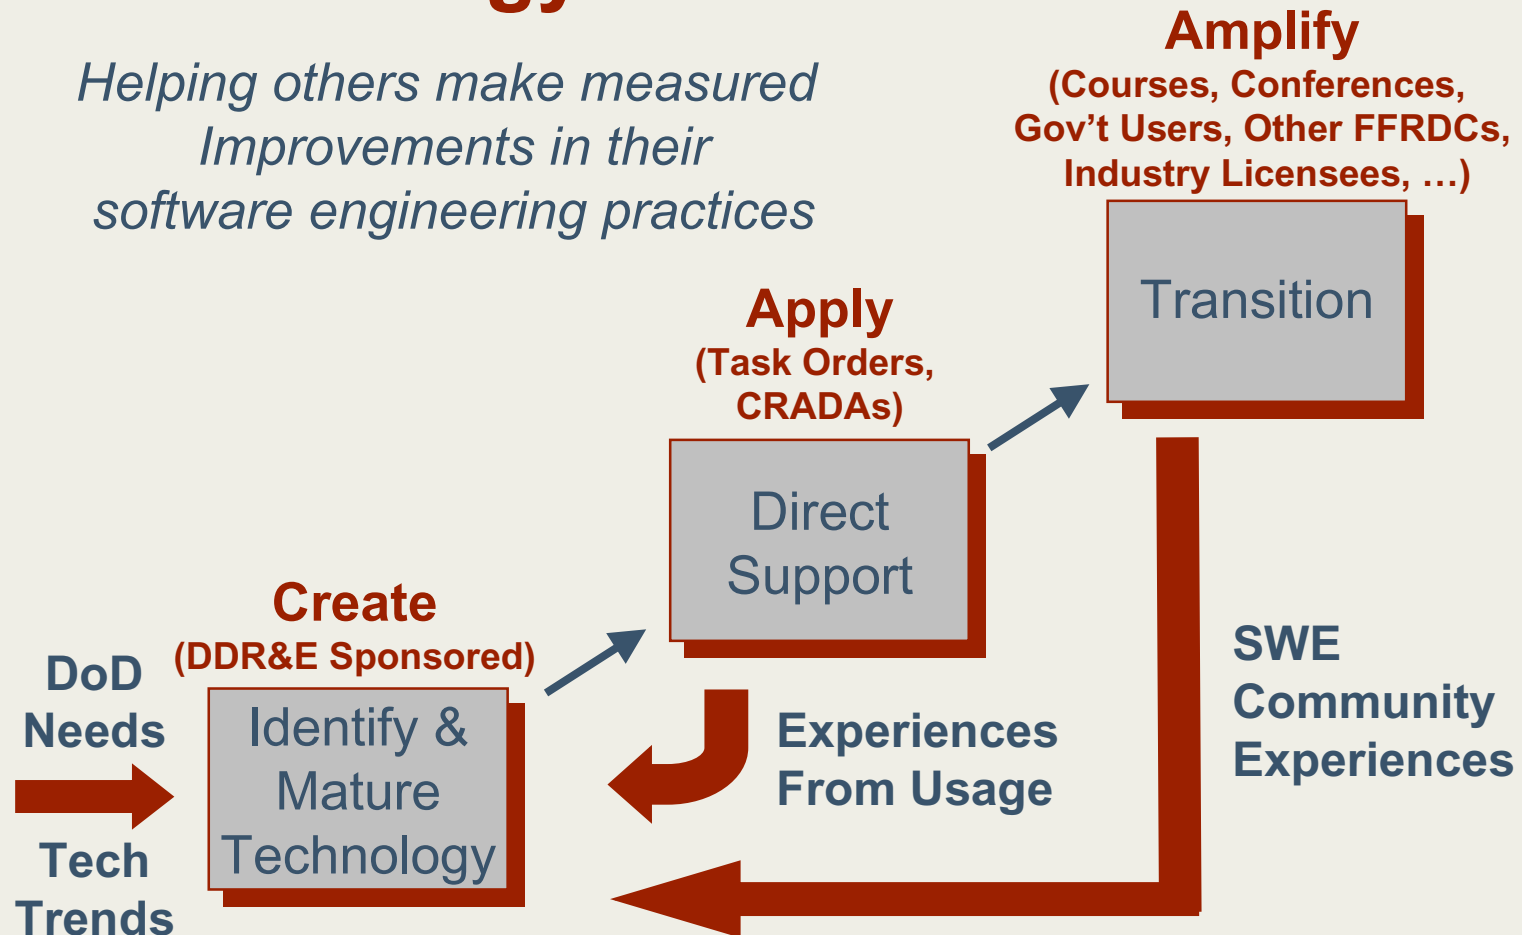 Helping others make measured
Improvements in their
software engineering practices
Amplify
(Courses, Conferences,
Gov’t Users, Other FFRDCs,
Industry Licensees, …)
Transition
Apply
(Task Orders,
CRADAs)
Direct
Support
Create
(DDR&E Sponsored)
Identify &
Mature
Technology
DoD
Needs
Tech
Trends
Experiences
From Usage
SWE
Community
Experiences